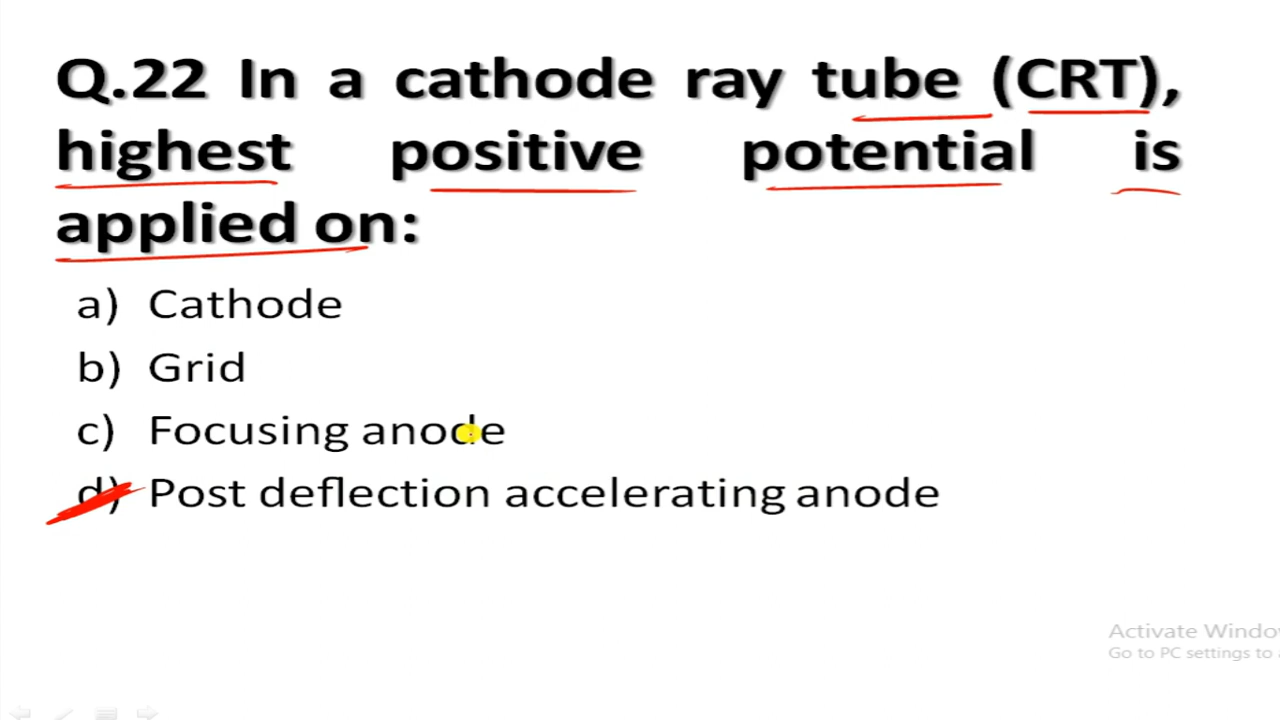 Q.22 In a cathode ray tube (CRT),
highest positive potential is
applied on:
a) Cathode
b) Grid
c) Focusing anode
d) Post deflection accelerating anode
Activate Windo
Go to PC settings to